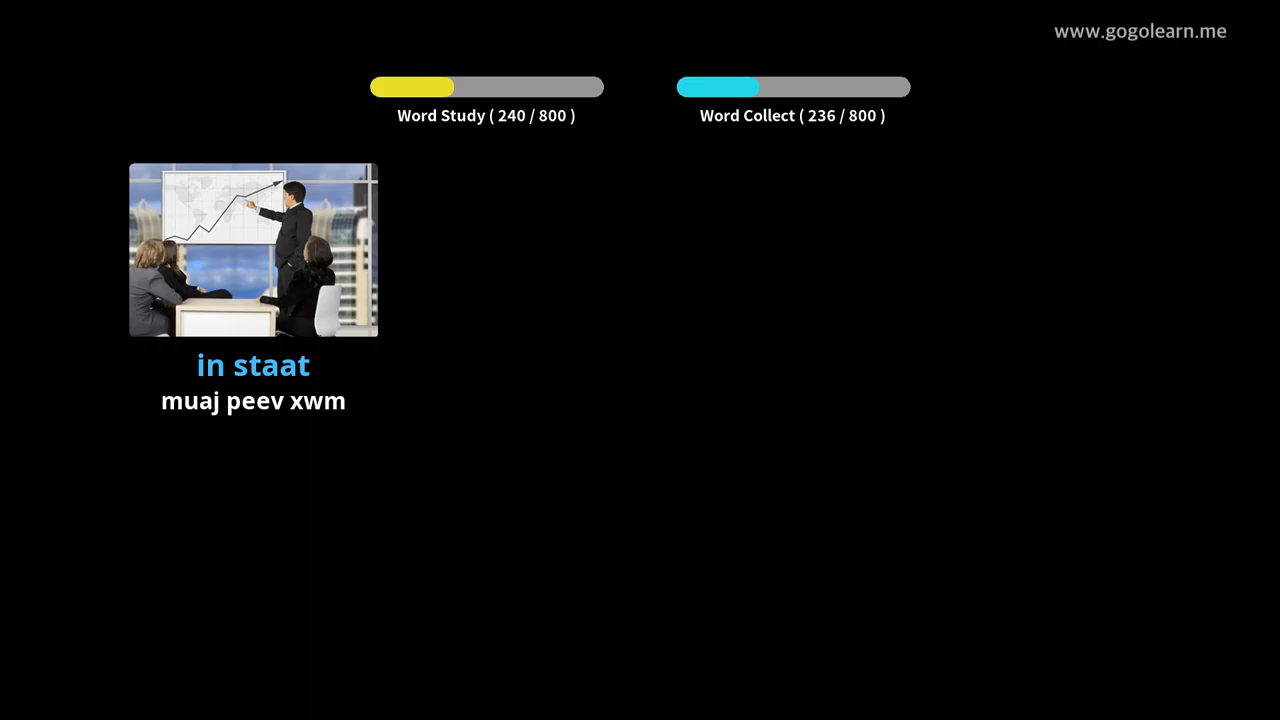 www.gogolearn.me
Word Study ( 240 / 800 )
Word Collect ( 236 / 800 )
in staat
muaj peev xwm